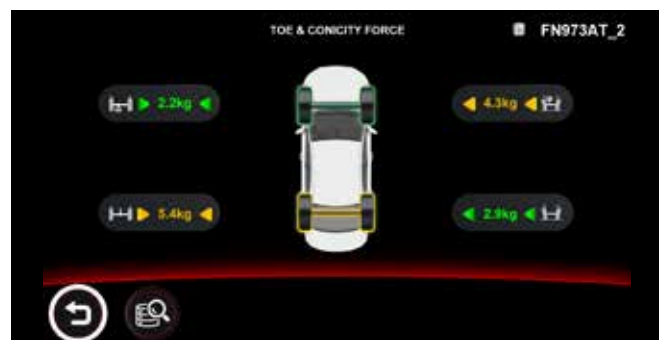 TOE & CONICITY FORCE
FN973AT_2
2.2kg
4.3kg
5.4kg
2.9kg